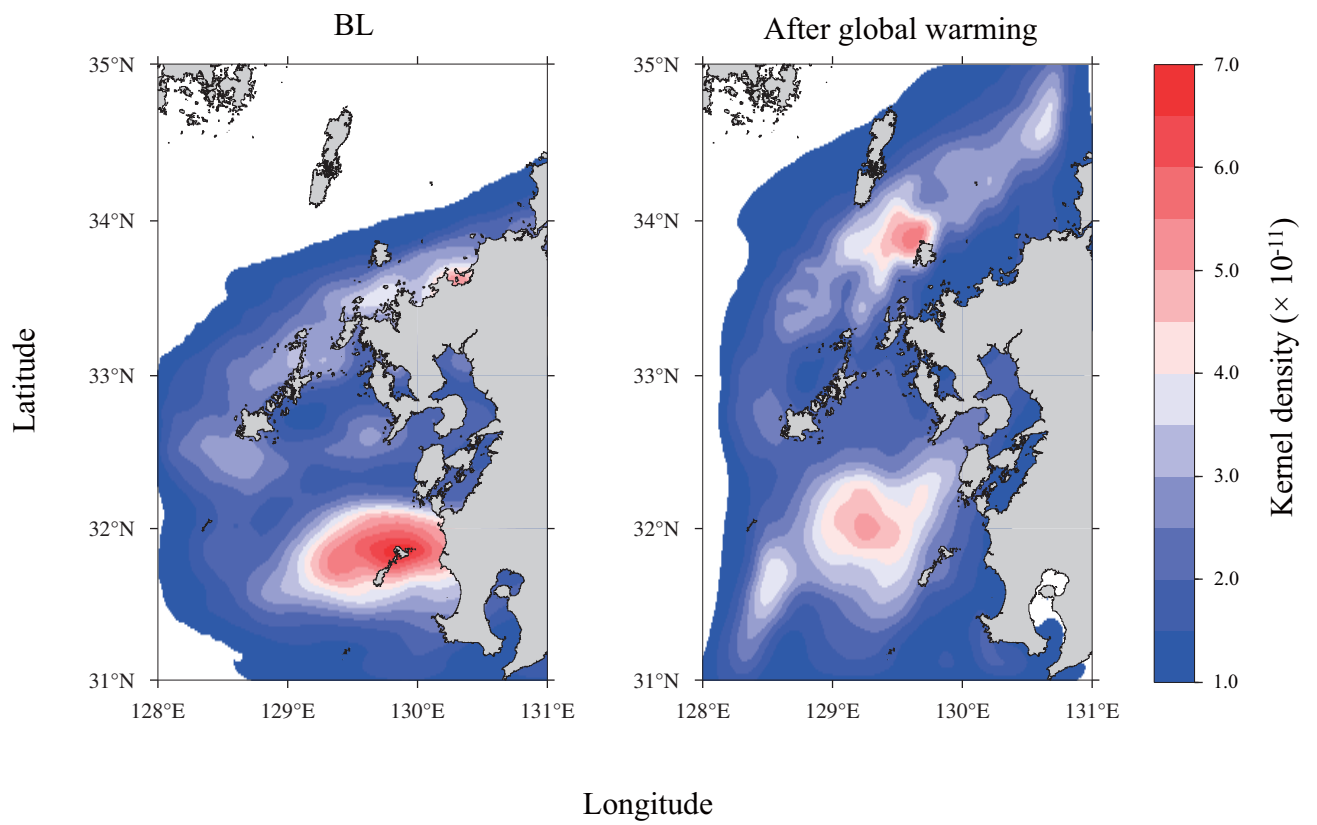 BL
After global warming
35°N
34°N
33°N
32°N
31°N
128°E
129°E
130°E
131°E
35°N
34°N
33°N
32°N
31°N
128°E
129°E
130°E
131°E
7.0
6.0
5.0
4.0
3.0
2.0
1.0
Kernel density (× 10⁻¹¹)
Latitude
Longitude